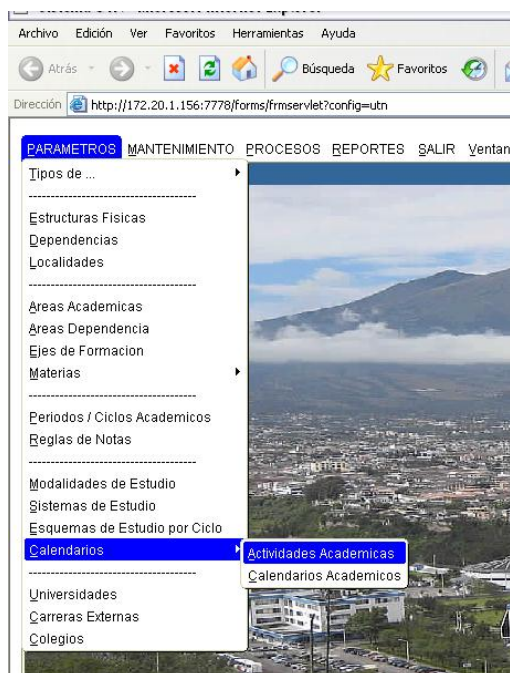 Archivo Edición Ver Favoritos Herramientas Ayuda
Atrás Búsqueda Favoritos
Dirección http://172.20.1.156:7778/forms/frmservlet?config=utn
PARAMETROS MANTENIMIENTO PROCESOS REPORTES SALIR Ventan
Tipos de ...
Estructuras Fisicas
Dependencias
Localidades
Areas Academicas
Areas Dependencia
Ejes de Formacion
Materias
Periodos / Ciclos Academicos
Reglas de Notas
Modalidades de Estudio
Sistemas de Estudio
Esquemas de Estudio por Ciclo
Calendarios
Actividades Academicas
Calendarios Academicos
Universidades
Carreras Externas
Colegios